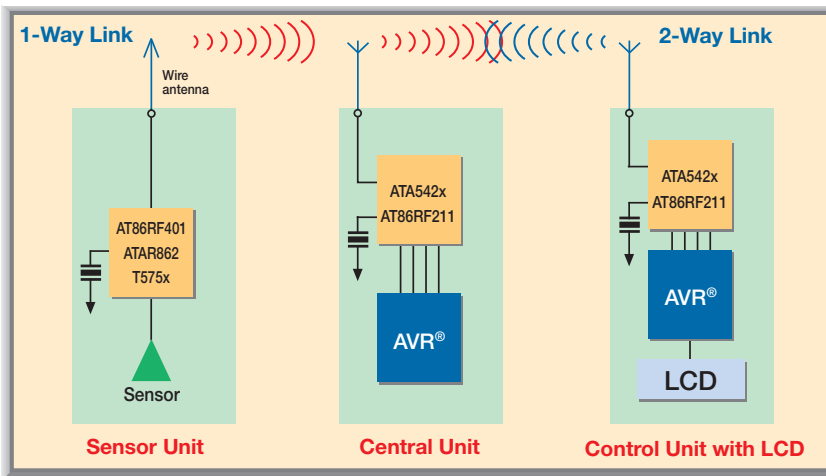 1-Way Link
2-Way Link
Wire
antenna
AT86RF401
ATAR862
T575x
Sensor
Sensor Unit
ATA542x
AT86RF211
AVR®
Central Unit
ATA542x
AT86RF211
AVR®
LCD
Control Unit with LCD